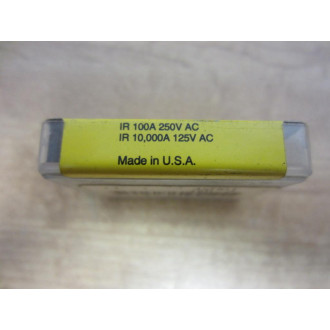 IR 100A 250V AC
IR 10,000A 125V AC
Made in U.S.A.